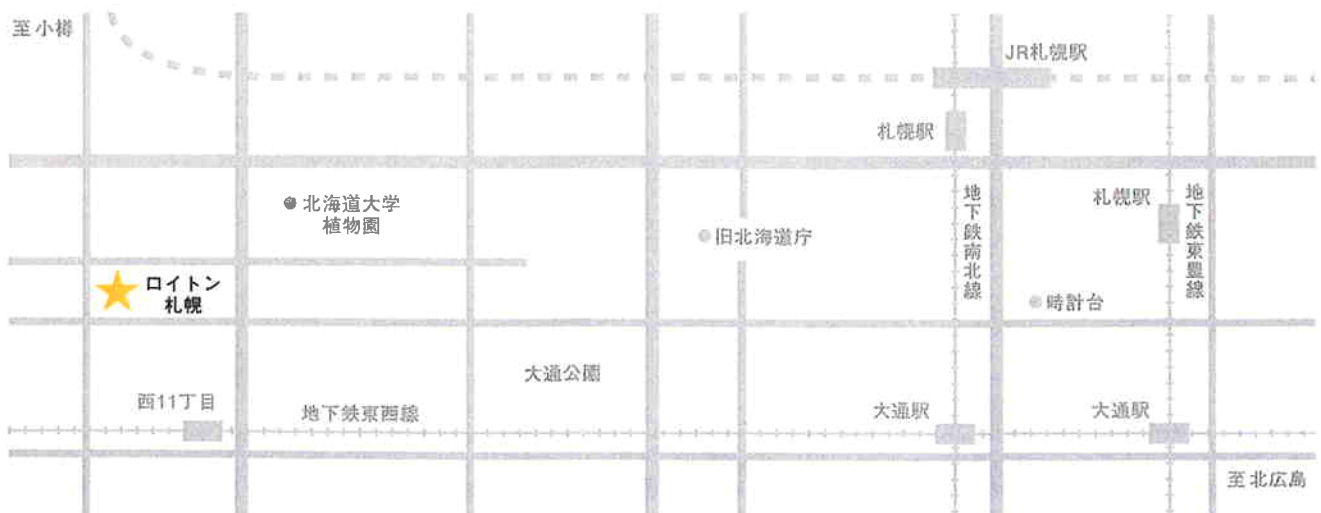 至小樽
JR札幌駅
札幌駅
北海道大学
植物園
旧北海道庁
地下鉄南北線
札幌駅
地下鉄東豊線
ロイトン
札幌
時計台
大通公園
西11丁目
地下鉄東西線
大通駅
大通駅
至北広島